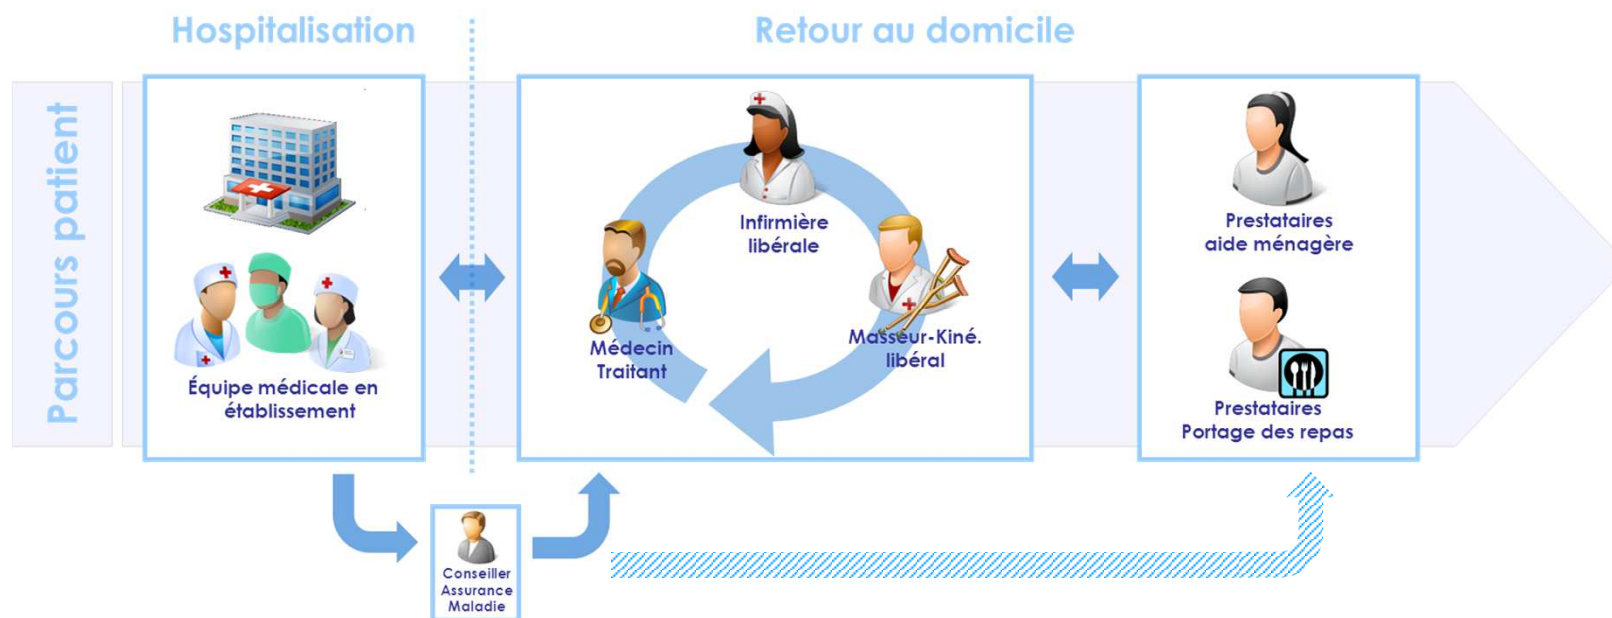 Hospitalisation
Retour au domicile
Parcours patient
Équipe médicale en
établissement
Infirmière
libérale
Médecin
Traitant
Masseur-Kiné.
libéral
Prestataires
aide ménagère
Prestataires
Portage des repas
Conseiller
Assurance
Maladie